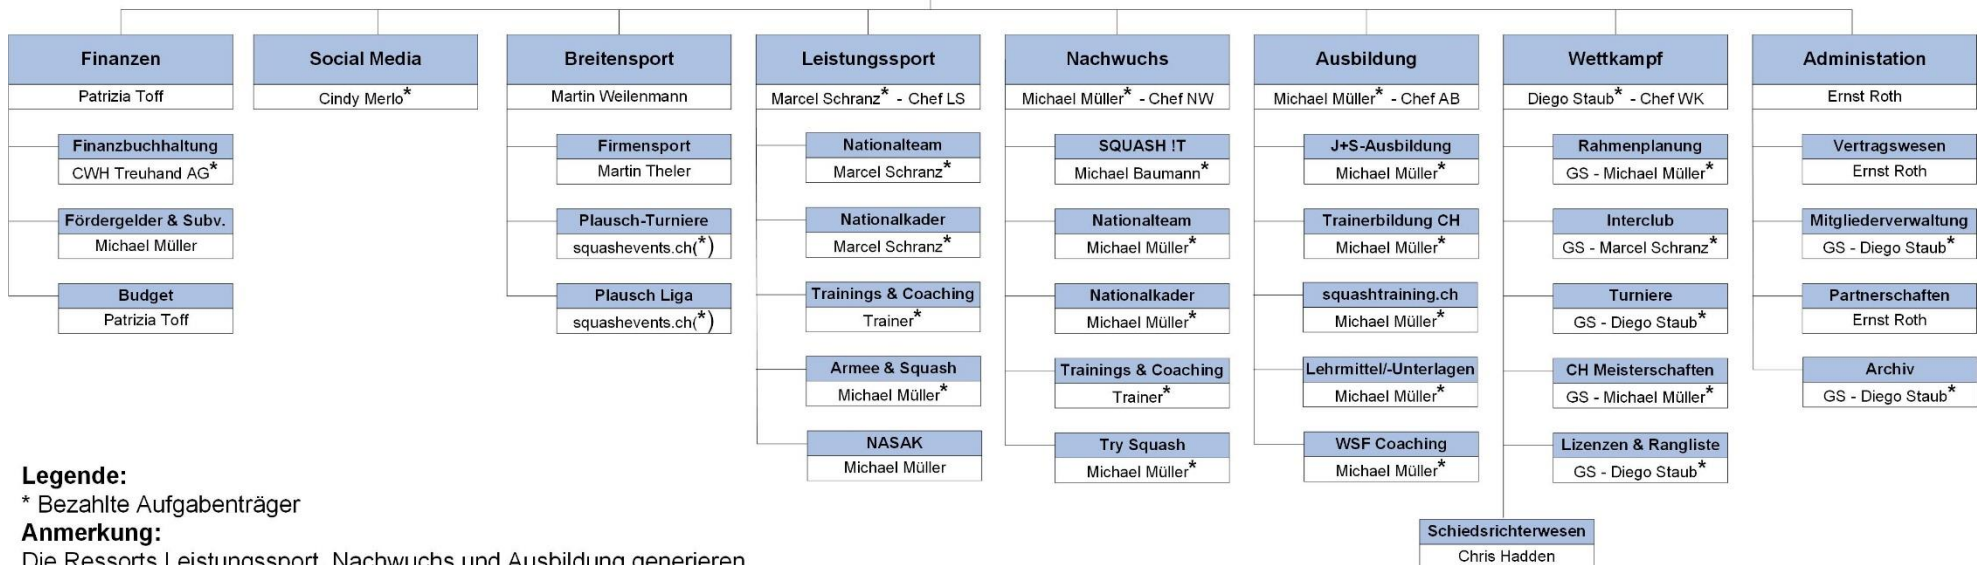 Finanzen
Patrizia Toff
Finanzbuchhaltung
CWH Treuhand AG*
Fördergelder & Subv.
Michael Müller
Budget
Patrizia Toff
Social Media
Cindy Merlo*
Breitensport
Martin Weilenmann
Firmensport
Martin Theler
Plausch-Turniere
squashevents.ch(*)
Plausch Liga
squashevents.ch(*)
Leistungssport
Marcel Schranz* - Chef LS
Nationalteam
Marcel Schranz*
Nationalkader
Marcel Schranz*
Trainings & Coaching
Trainer*
Armee & Squash
Michael Müller*
NASAK
Michael Müller
Nachwuchs
Michael Müller* - Chef NW
SQUASH !T
Michael Baumann*
Nationalteam
Michael Müller*
Nationalkader
Michael Müller*
Trainings & Coaching
Trainer*
Try Squash
Michael Müller*
Ausbildung
Michael Müller* - Chef AB
J+S-Ausbildung
Michael Müller*
Trainerbildung CH
Michael Müller*
squashtraining.ch
Michael Müller*
Lehrmittel/-Unterlagen
Michael Müller*
WSF Coaching
Michael Müller*
Wettkampf
Diego Staub* - Chef WK
Rahmenplanung
GS - Michael Müller*
Interclub
GS - Marcel Schranz*
Turniere
GS - Diego Staub*
CH Meisterschaften
GS - Michael Müller*
Lizenzen & Rangliste
GS - Diego Staub*
Schiedsrichterwesen
Chris Hadden
Administation
Ernst Roth
Vertragswesen
Ernst Roth
Mitgliederverwaltung
GS - Diego Staub*
Partnerschaften
Ernst Roth
Archiv
GS - Diego Staub*
Legende:
* Bezahlte Aufgabenträger
Anmerkung:
Die Ressorts Leistungssport, Nachwuchs und Ausbildung generieren